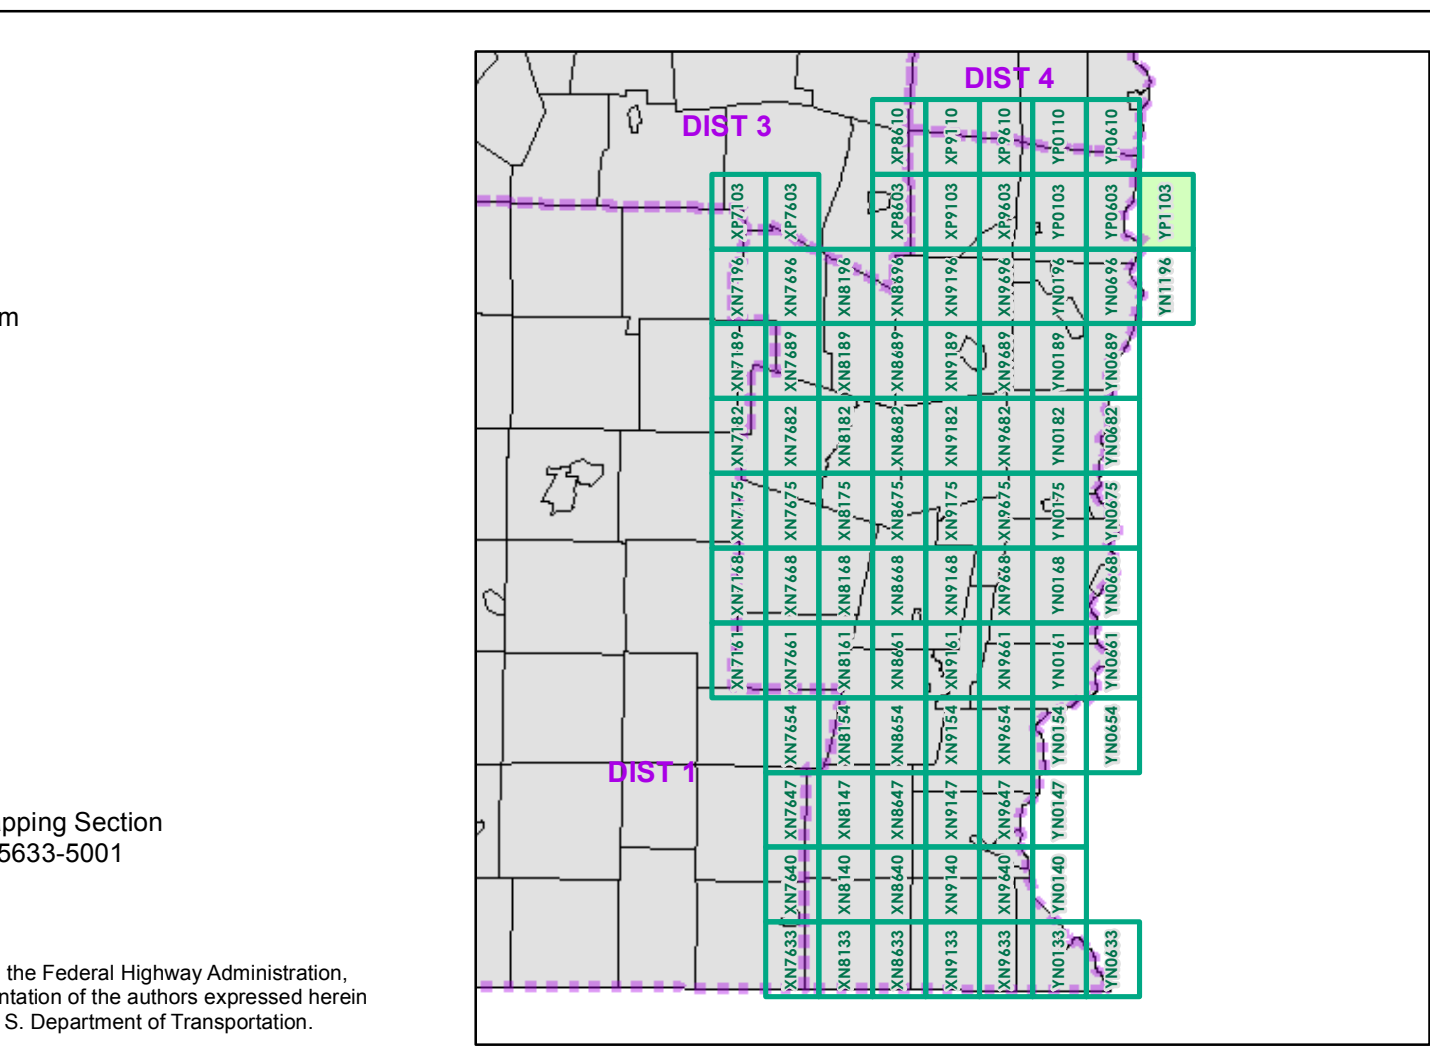 DIST 4
DIST 3
XP8610 XP9110 XP9610 YP0110 YP0610
XP7103 XP7603 XP8603 XP9103 XP9603 YP0103 YP0603 YP1103
XN7196 XN7696 XN8196 XN8696 XN9196 XN9696 YN0196 YN0696 YN1196
m
XN7189 XN7689 XN8189 XN8689 XN9189 XN9689 YN0189 YN0689
XN7182 XN7682 XN8182 XN8682 XN9182 XN9682 YN0182 YN0682
XN7175 XN7675 XN8175 XN8675 XN9175 XN9675 YN0175 YN0675
XN7168 XN7668 XN8168 XN8668 XN9168 XN9668 YN0168 YN0668
XN7161 XN7661 XN8161 XN8661 XN9161 XN9661 YN0161 YN0661
XN7654 XN8154 XN8654 XN9154 XN9654 YN0154 YN0654
DIST 1
XN7647 XN8147 XN8647 XN9147 XN9647 YN0147
pping Section
5633-5001
XN7640 XN8140 XN8640 XN9140 XN9640 YN0140
XN7633 XN8133 XN8633 XN9133 XN9633 YN0133 YN0633
the Federal Highway Administration,
ntation of the authors expressed herein
S. Department of Transportation.